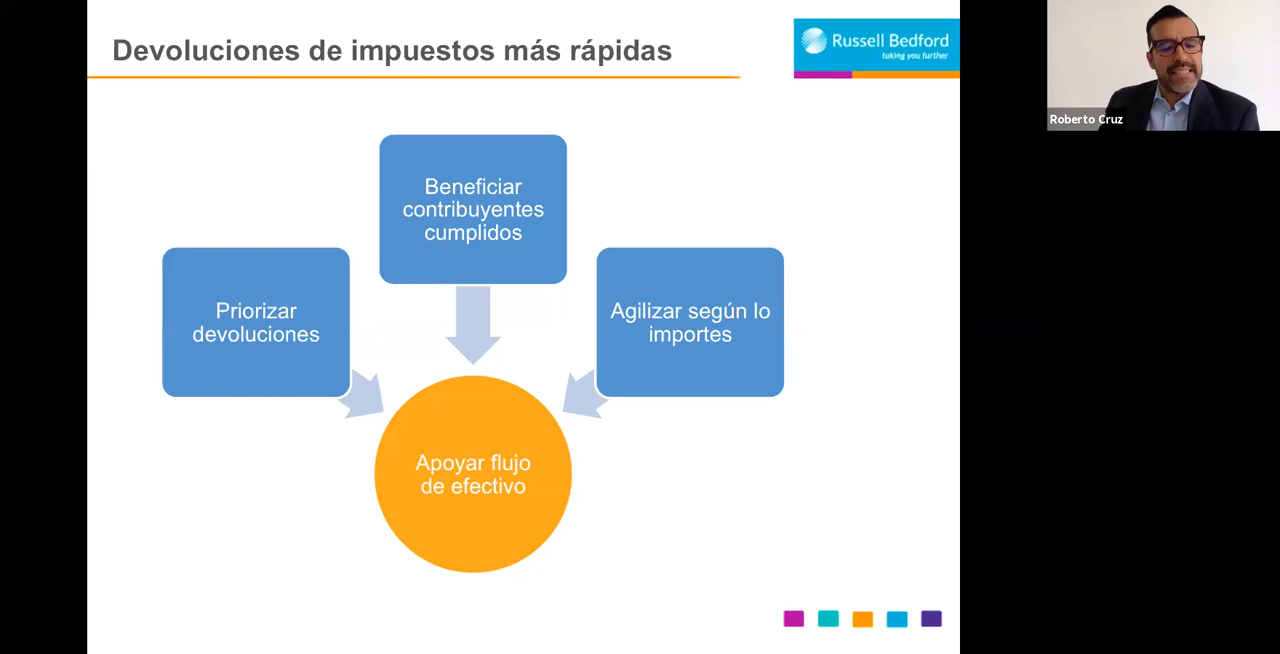 Devoluciones de impuestos más rápidas
Russell Bedford
taking you further
Roberto Cruz
Beneficiar
contribuyentes
cumplidos
Priorizar
devoluciones
Agilizar según lo
importes
Apoyar flujo
de efectivo